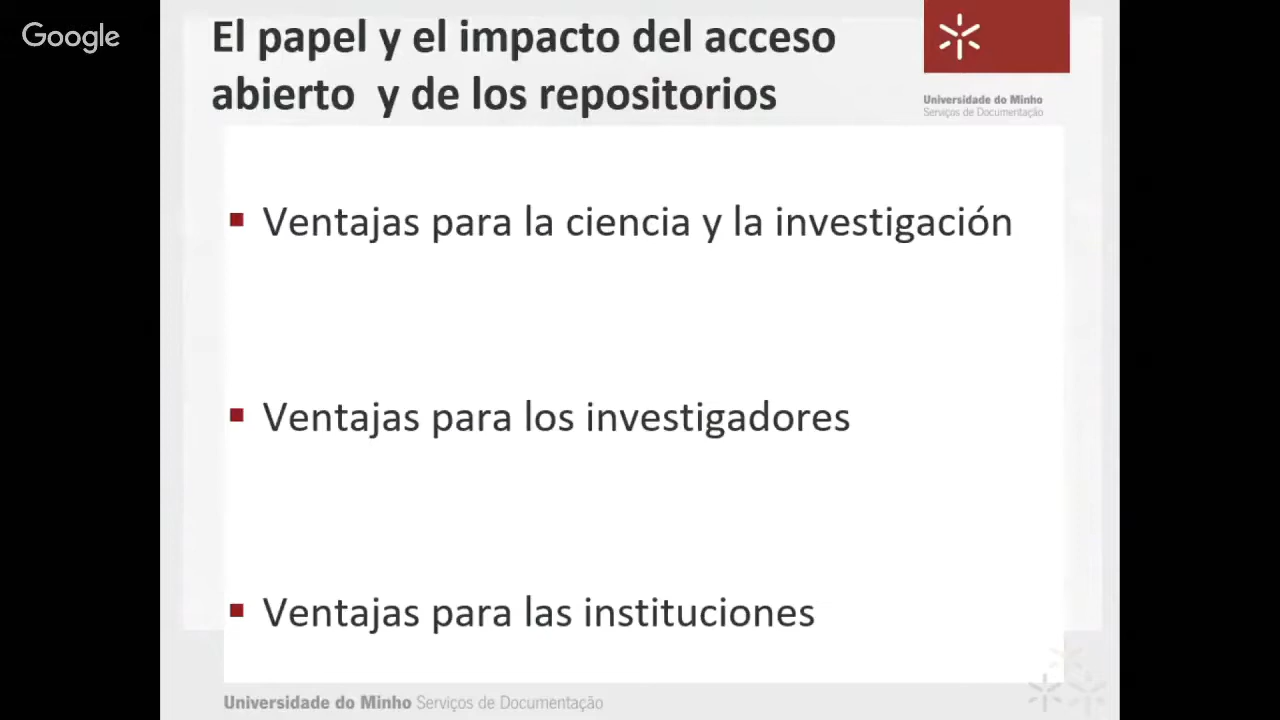 Google
El papel y el impacto del acceso
abierto y de los repositorios
Universidade do Minho
Serviços de Documentação
▪ Ventajas para la ciencia y la investigación
▪ Ventajas para los investigadores
▪ Ventajas para las instituciones
Universidade do Minho Serviços de Documentação